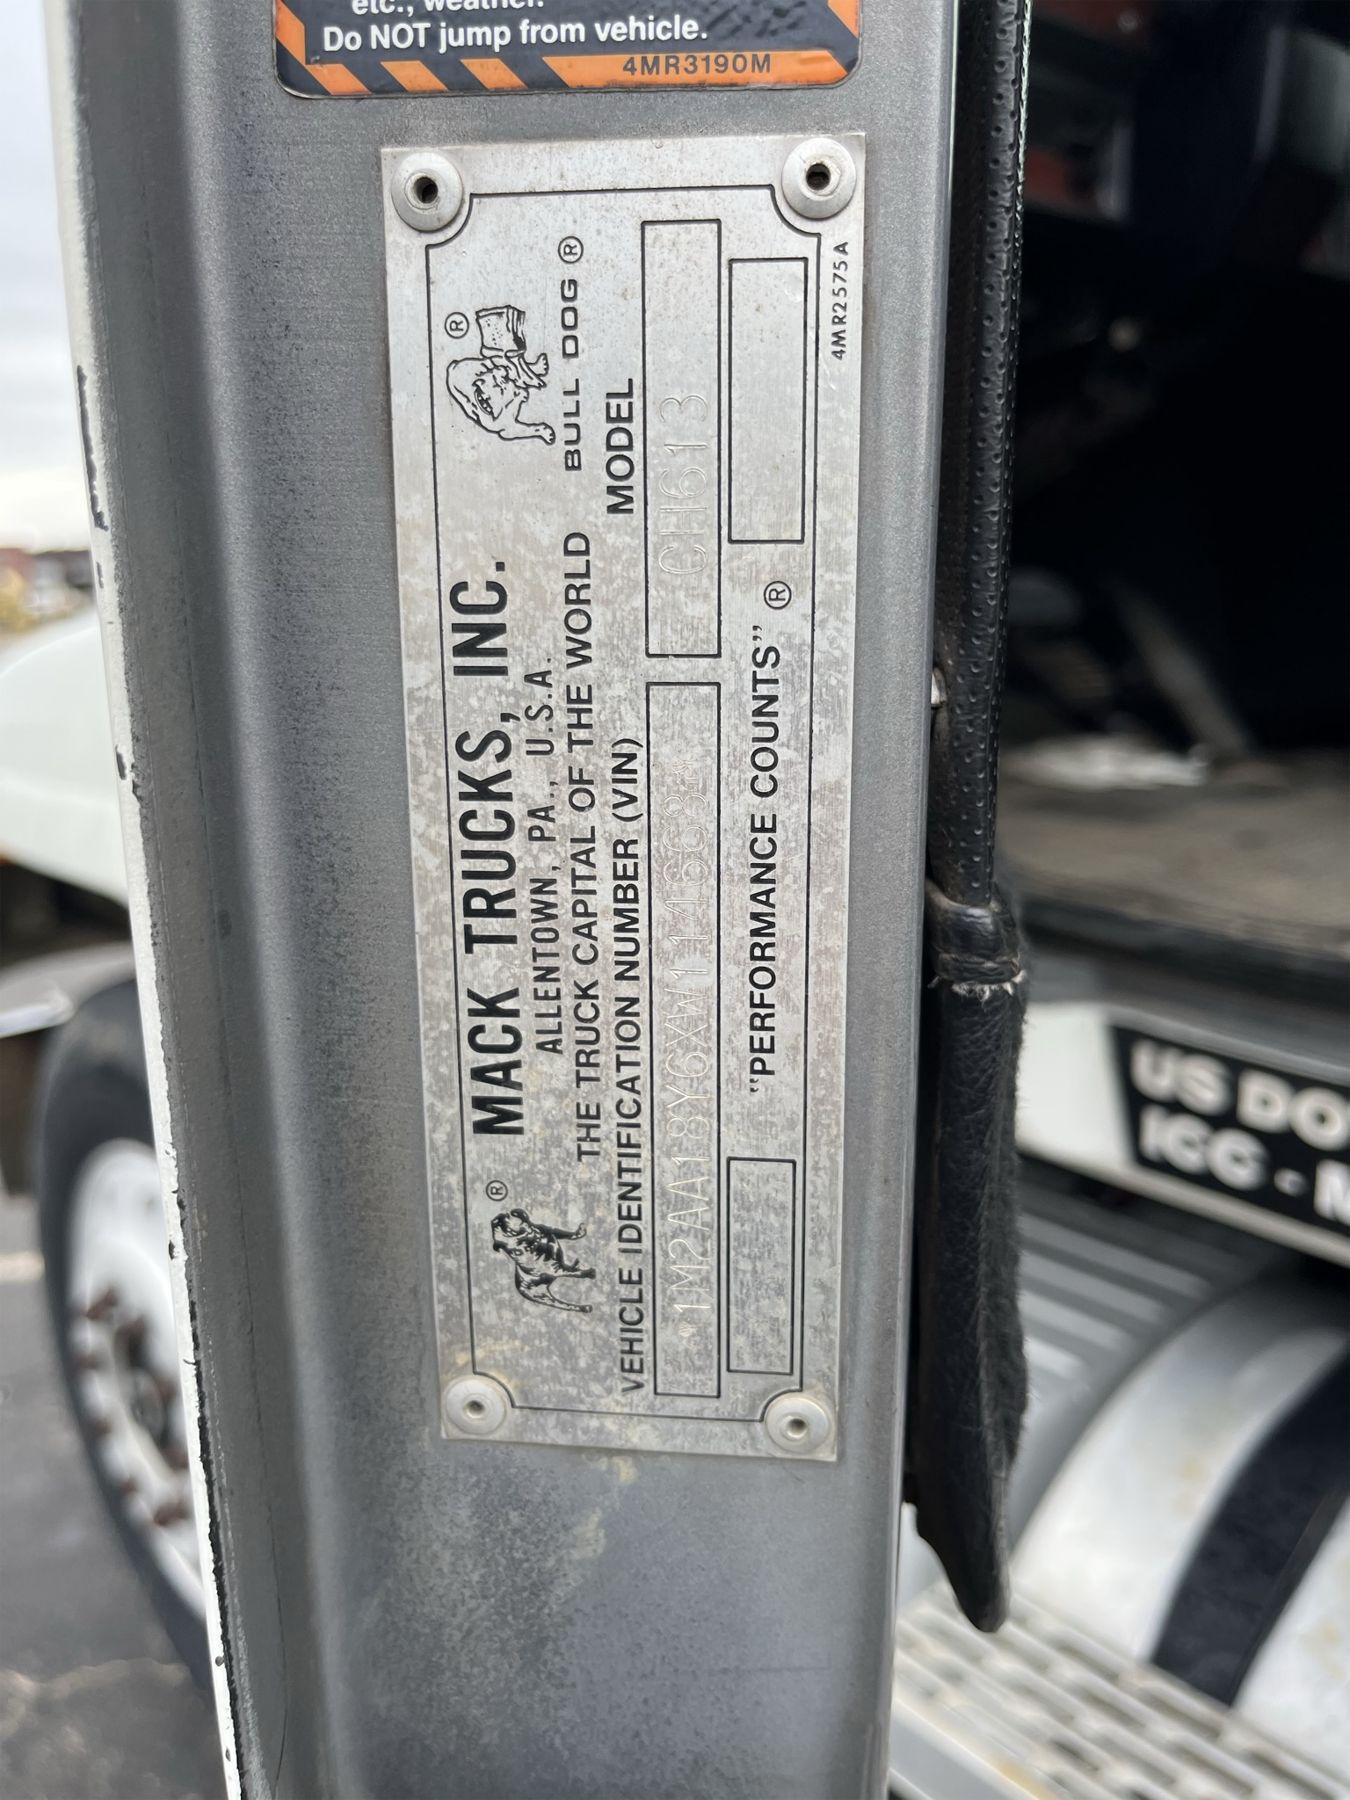 etc., weather.
Do NOT jump from vehicle.
4MR3190M
MACK TRUCKS, INC.
ALLENTOWN, PA., U.S.A.
THE TRUCK CAPITAL OF THE WORLD
BULL DOG®
VEHICLE IDENTIFICATION NUMBER (VIN)
MODEL
CH613
"PERFORMANCE COUNTS" ®
4MR2575A
US DO
ICC - M